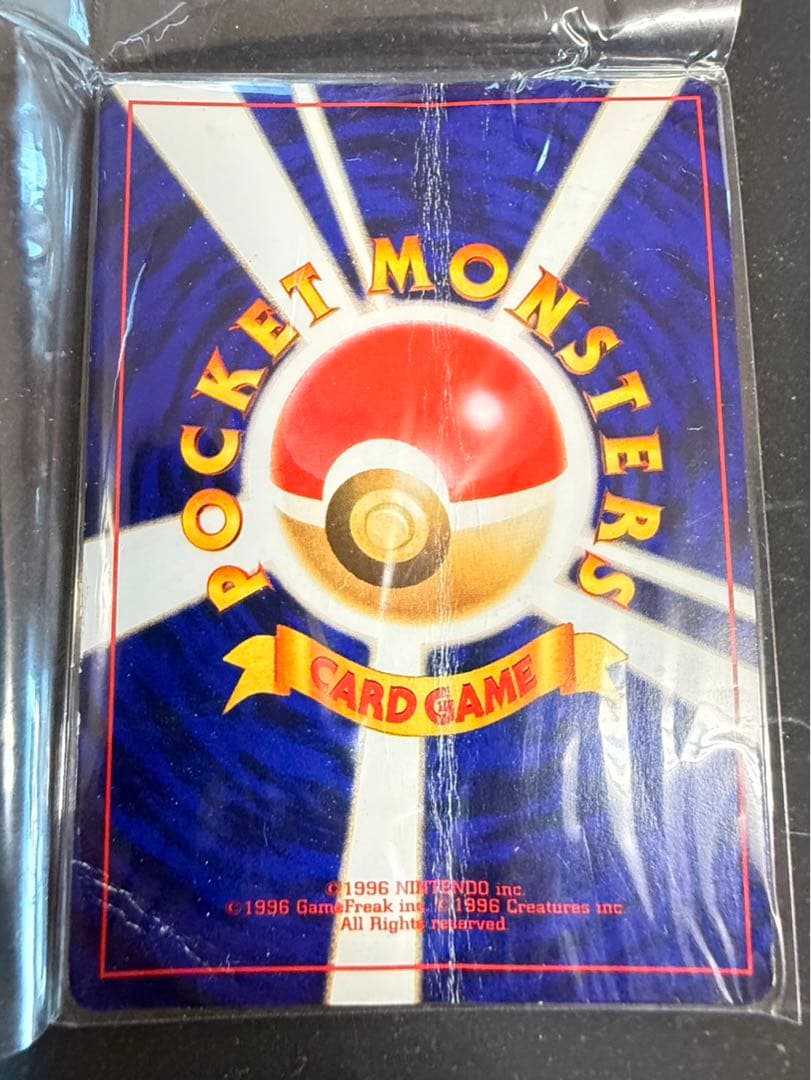 POCKET MONSTERS
CARD GAME
©1996 NINTENDO inc.
©1996 GameFreak inc. ©1996 Creatures inc.
All Rights reserved.